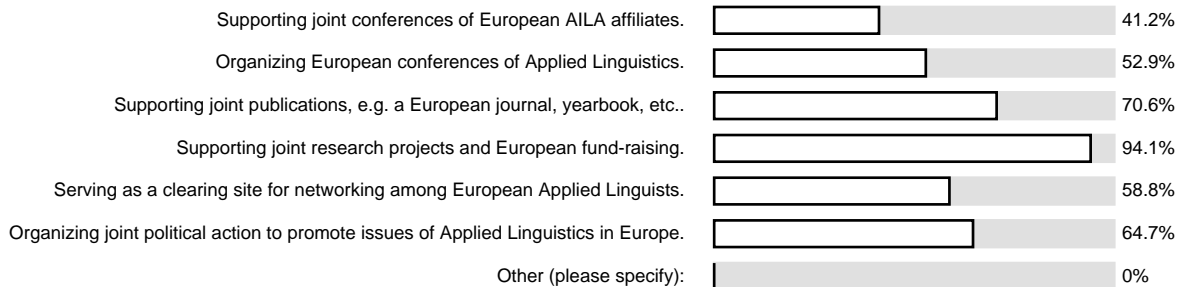 Supporting joint conferences of European AILA affiliates. 41.2%
Organizing European conferences of Applied Linguistics. 52.9%
Supporting joint publications, e.g. a European journal, yearbook, etc.. 70.6%
Supporting joint research projects and European fund-raising. 94.1%
Serving as a clearing site for networking among European Applied Linguists. 58.8%
Organizing joint political action to promote issues of Applied Linguistics in Europe. 64.7%
Other (please specify): 0%